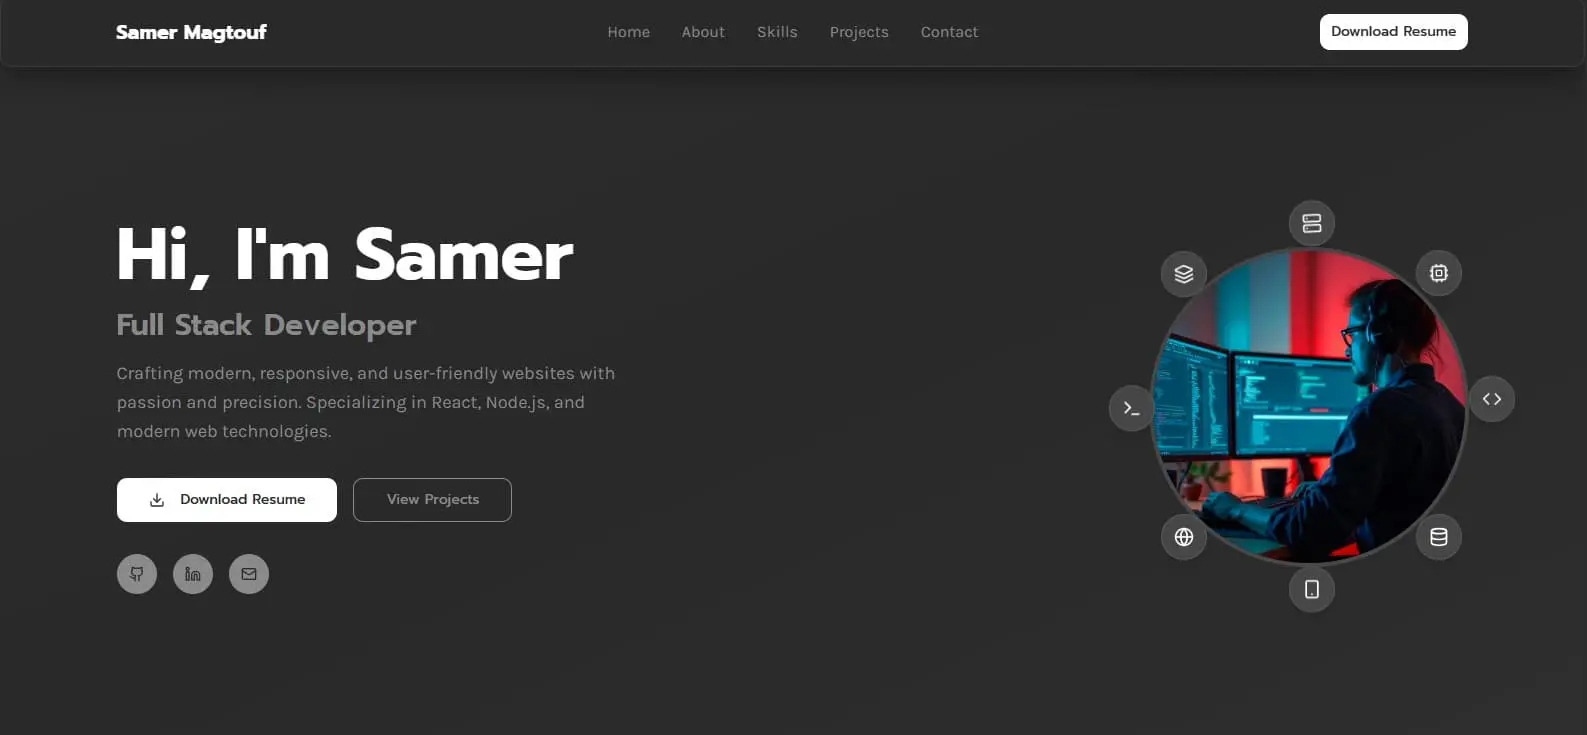 Samer Magtouf
Home
About
Skills
Projects
Contact
Download Resume
Hi, I'm Samer
Full Stack Developer
Crafting modern, responsive, and user-friendly websites with
passion and precision. Specializing in React, Node.js, and
modern web technologies.
Download Resume
View Projects